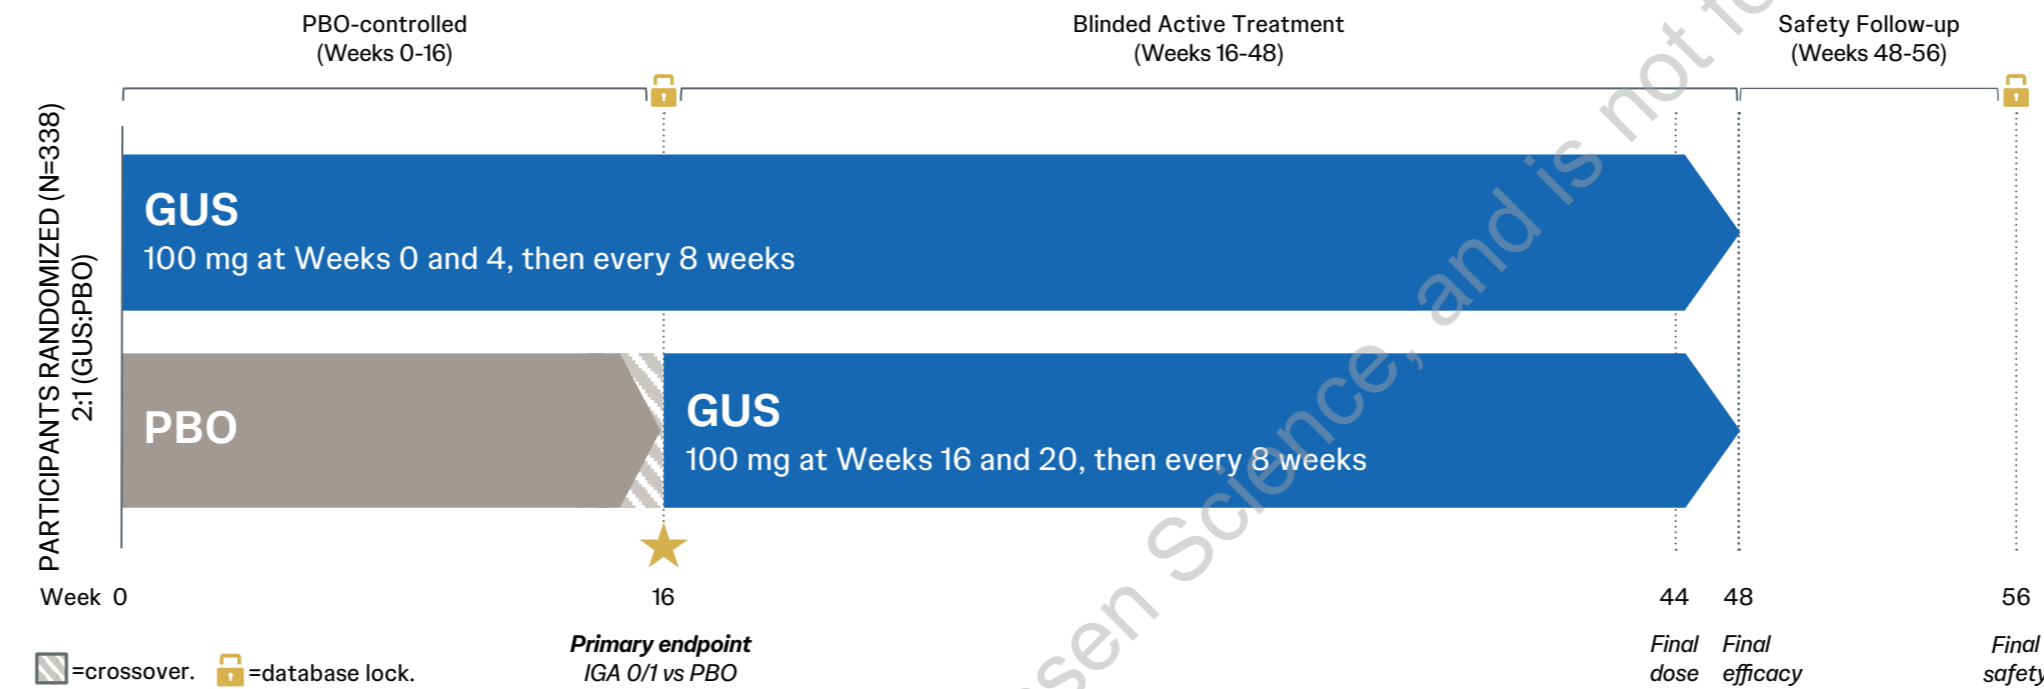 PBO-controlled
(Weeks 0-16)
Blinded Active Treatment
(Weeks 16-48)
Safety Follow-up
(Weeks 48-56)
PARTICIPANTS RANDOMIZED (N=338)
2:1 (GUS:PBO)
GUS
100 mg at Weeks 0 and 4, then every 8 weeks
PBO
GUS
100 mg at Weeks 16 and 20, then every 8 weeks
Week 0
16
44
48
56
Primary endpoint
IGA 0/1 vs PBO
Final
dose
Final
efficacy
Final
safety
=crossover.
=database lock.
Science, and is not